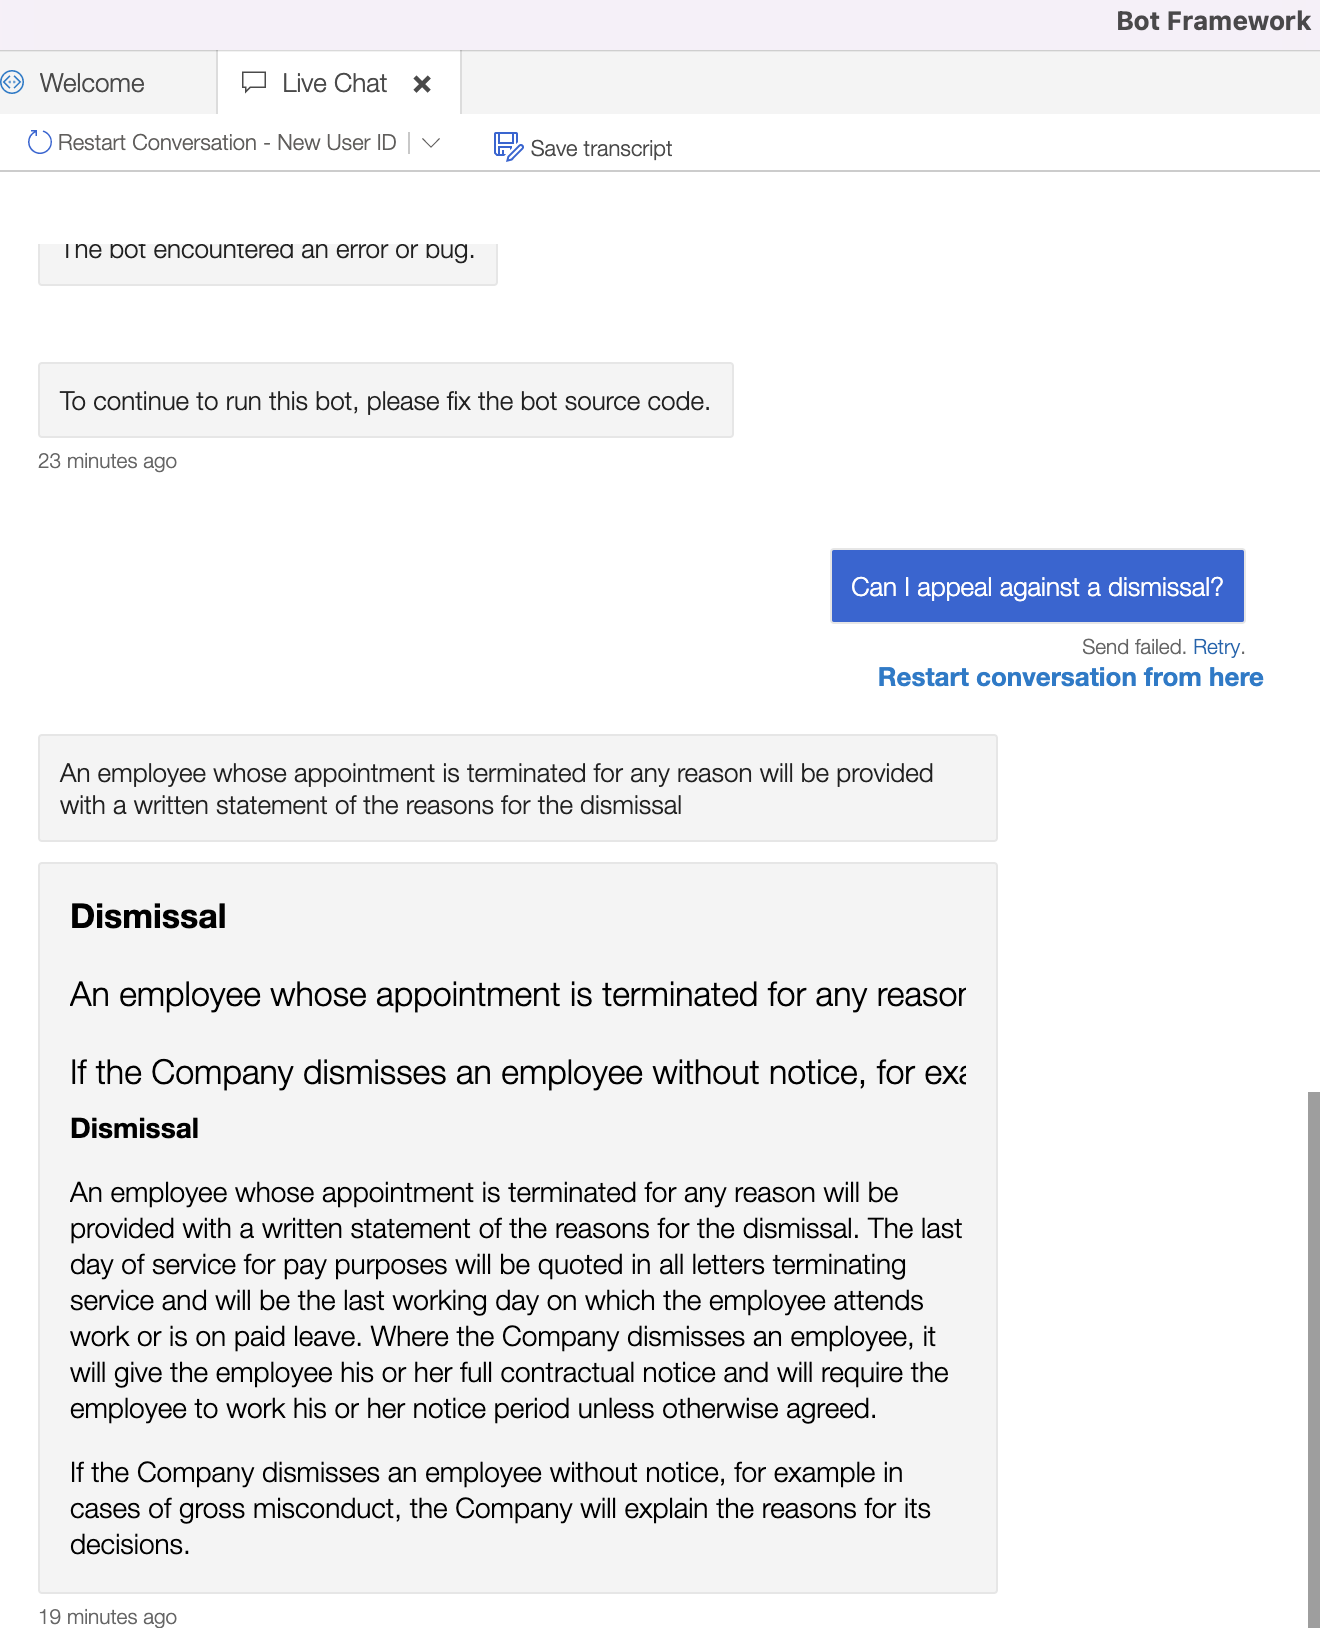 Bot Framework
Welcome
Live Chat
Restart Conversation - New User ID
Save transcript
The bot encountered an error or bug.
To continue to run this bot, please fix the bot source code.
23 minutes ago
Can I appeal against a dismissal?
Send failed. Retry.
Restart conversation from here
An employee whose appointment is terminated for any reason will be provided
with a written statement of the reasons for the dismissal
Dismissal
An employee whose appointment is terminated for any reason
If the Company dismisses an employee without notice, for exa
Dismissal
An employee whose appointment is terminated for any reason will be
provided with a written statement of the reasons for the dismissal. The last
day of service for pay purposes will be quoted in all letters terminating
service and will be the last working day on which the employee attends
work or is on paid leave. Where the Company dismisses an employee, it
will give the employee his or her full contractual notice and will require the
employee to work his or her notice period unless otherwise agreed.
If the Company dismisses an employee without notice, for example in
cases of gross misconduct, the Company will explain the reasons for its
decisions.
19 minutes ago